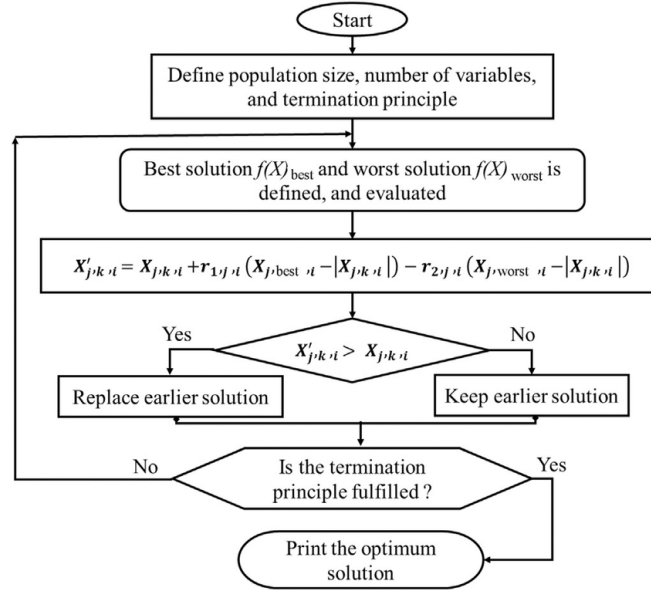 Start
Define population size, number of variables,
and termination principle
Best solution f(X)best and worst solution f(X) worst is
defined, and evaluated
X′j,k,i = X j,k,i +r1,j,i (Xj,best ,i −|Xj,k,i|) − r2,j,i (Xj,worst ,i −|Xj,k,i|)
Yes
No
X′j,k,i > Xj,k,i
Replace earlier solution
Keep earlier solution
No
Yes
Is the termination
principle fulfilled ?
Print the optimum
solution